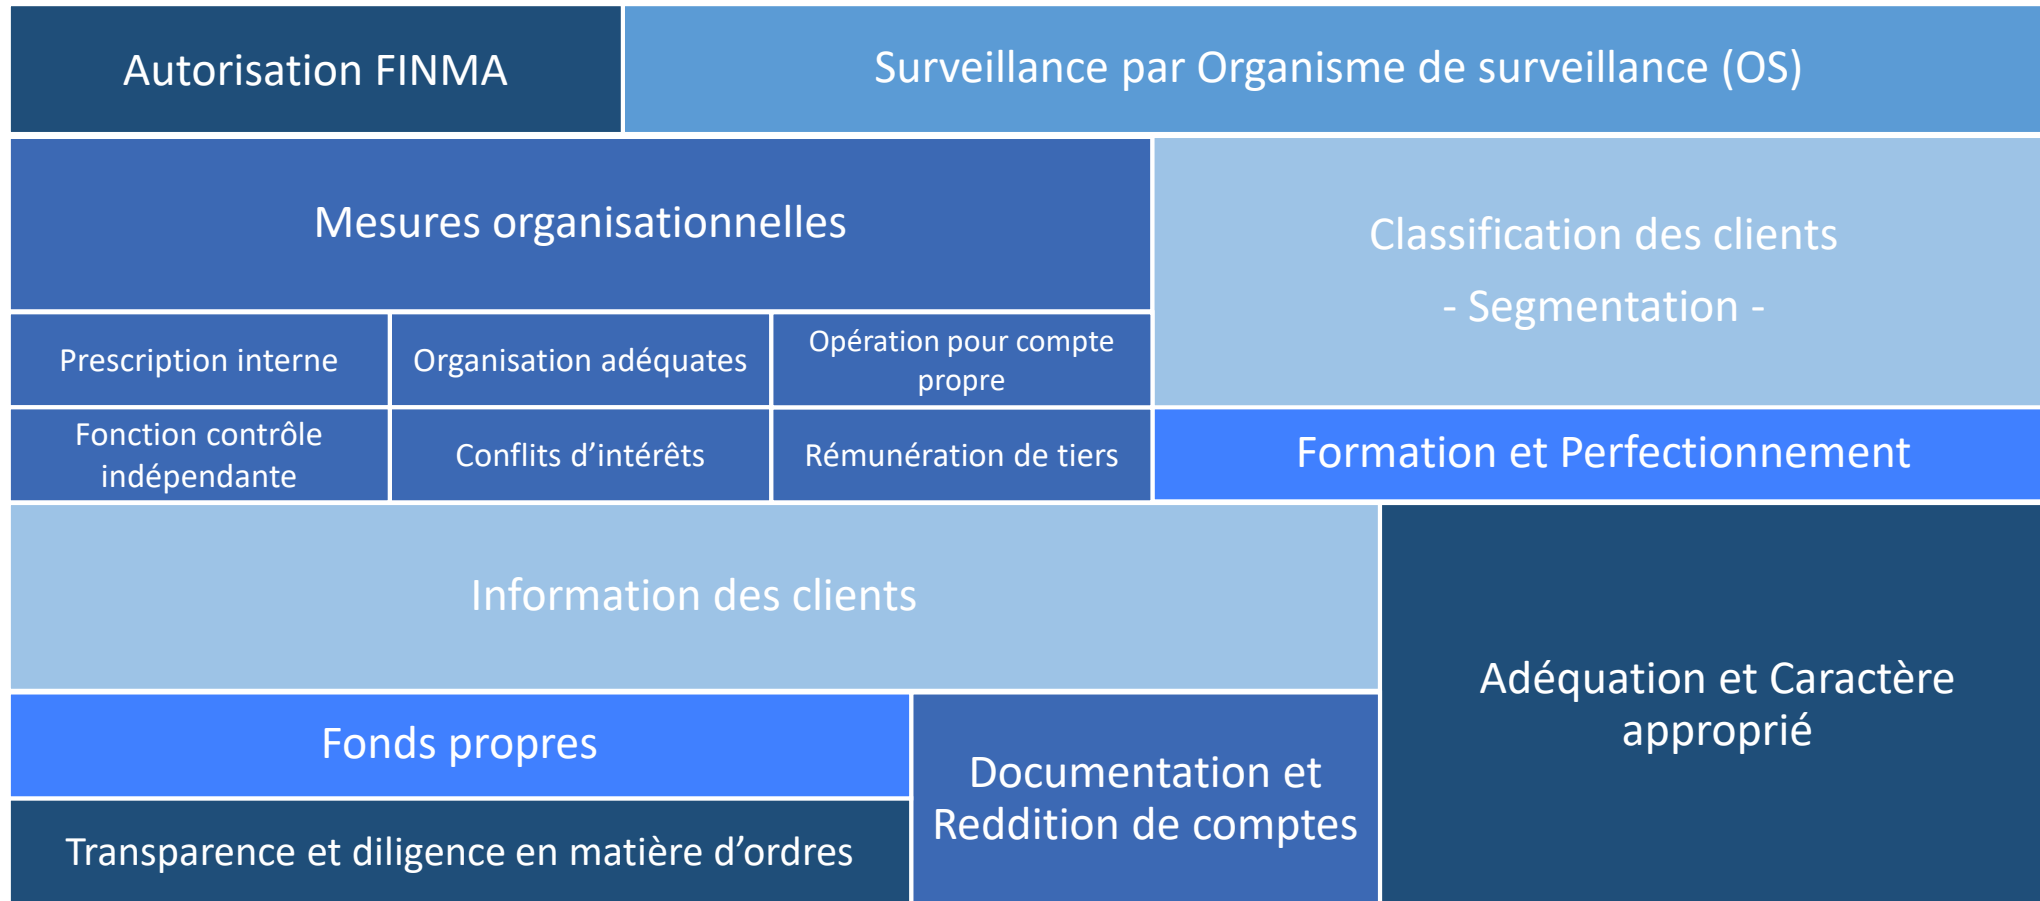 Autorisation FINMA
Surveillance par Organisme de surveillance (OS)
Mesures organisationnelles
Classification des clients
- Segmentation -
Prescription interne
Organisation adéquates
Opération pour compte
propre
Fonction contrôle
indépendante
Conflits d’intérêts
Rémunération de tiers
Formation et Perfectionnement
Information des clients
Adéquation et Caractère
approprié
Fonds propres
Documentation et
Reddition de comptes
Transparence et diligence en matière d’ordres